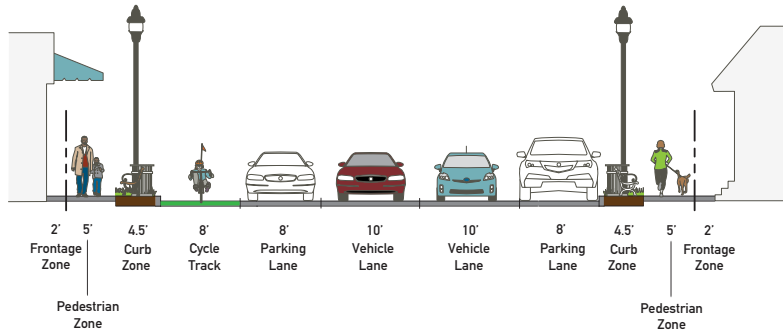 2’ 5’ 4.5’ 8’ 8’ 10’ 10’ 8’ 4.5’ 5’ 2’
Frontage Curb Cycle Parking Vehicle Vehicle Parking Curb Frontage
Zone Zone Track Lane Lane Lane Lane Zone Zone
Pedestrian Pedestrian
Zone Zone